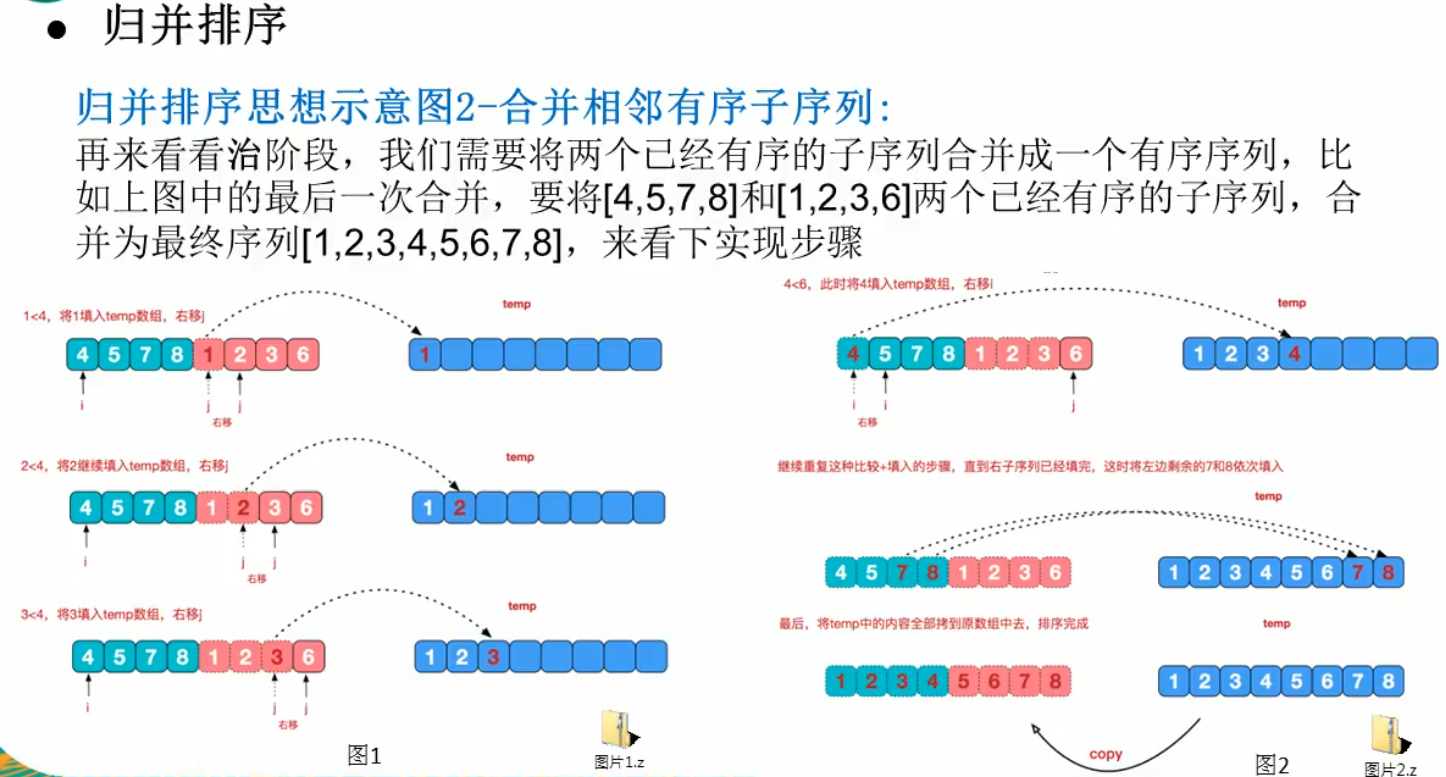 归并排序
归并排序思想示意图2-合并相邻有序子序列:
再来看看治阶段，我们需要将两个已经有序的子序列合并成一个有序序列，比
如上图中的最后一次合并，要将[4,5,7,8]和[1,2,3,6]两个已经有序的子序列，合
并为最终序列[1,2,3,4,5,6,7,8]，来看下实现步骤
1<4，将1填入temp数组，右移j
temp
4 5 7 8 1 2 3 6
1
i j j
右移
2<4，将2继续填入temp数组，右移j
temp
4 5 7 8 1 2 3 6
1 2
i j j
右移
3<4，将3填入temp数组，右移j
temp
4 5 7 8 1 2 3 6
1 2 3
i j j
右移
图1
图片1.z
4<6，此时将4填入temp数组，右移i
temp
4 5 7 8 1 2 3 6
1 2 3 4
i i j
右移
继续重复这种比较+填入的步骤，直到右子序列已经填完，这时将左边剩余的7和8依次填入
temp
4 5 7 8 1 2 3 6
1 2 3 4 5 6 7 8
最后，将temp中的内容全部拷到原数组中去，排序完成
temp
1 2 3 4 5 6 7 8
1 2 3 4 5 6 7 8
copy
图2
图片2.z